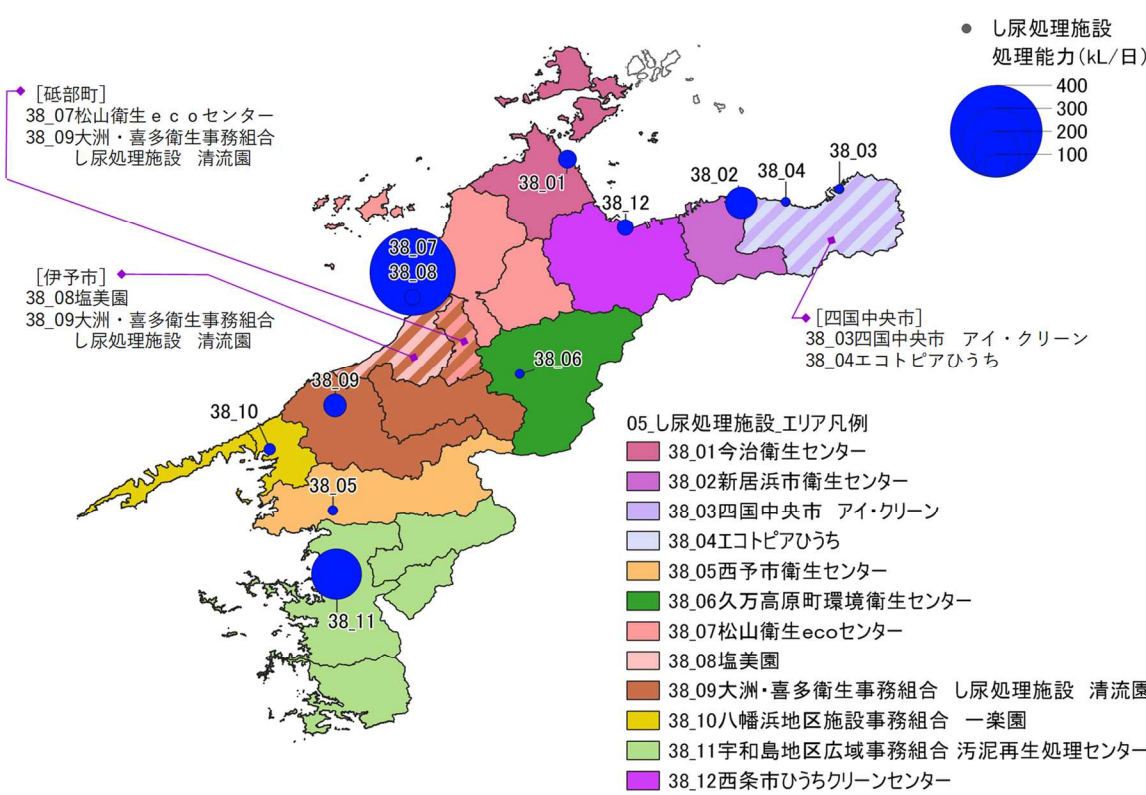 し尿処理施設
処理能力(kL/日)
400
300
200
100
[砥部町]
38_07松山衛生ecoセンター
38_09大洲・喜多衛生事務組合
し尿処理施設 清流園
[伊予市]
38_08塩美園
38_09大洲・喜多衛生事務組合
し尿処理施設 清流園
38_01
38_12
38_02
38_04
38_03
38_07
38_08
[四国中央市]
38_03四国中央市 アイ・クリーン
38_04エコトピアひうち
38_06
38_09
38_10
38_05
38_11
05_し尿処理施設_エリア凡例
38_01今治衛生センター
38_02新居浜市衛生センター
38_03四国中央市 アイ・クリーン
38_04エコトピアひうち
38_05西予市衛生センター
38_06久万高原町環境衛生センター
38_07松山衛生ecoセンター
38_08塩美園
38_09大洲・喜多衛生事務組合 し尿処理施設 清流園
38_10八幡浜地区施設事務組合 一楽園
38_11宇和島地区広域事務組合 汚泥再生処理センター
38_12西条市ひうちクリーンセンター